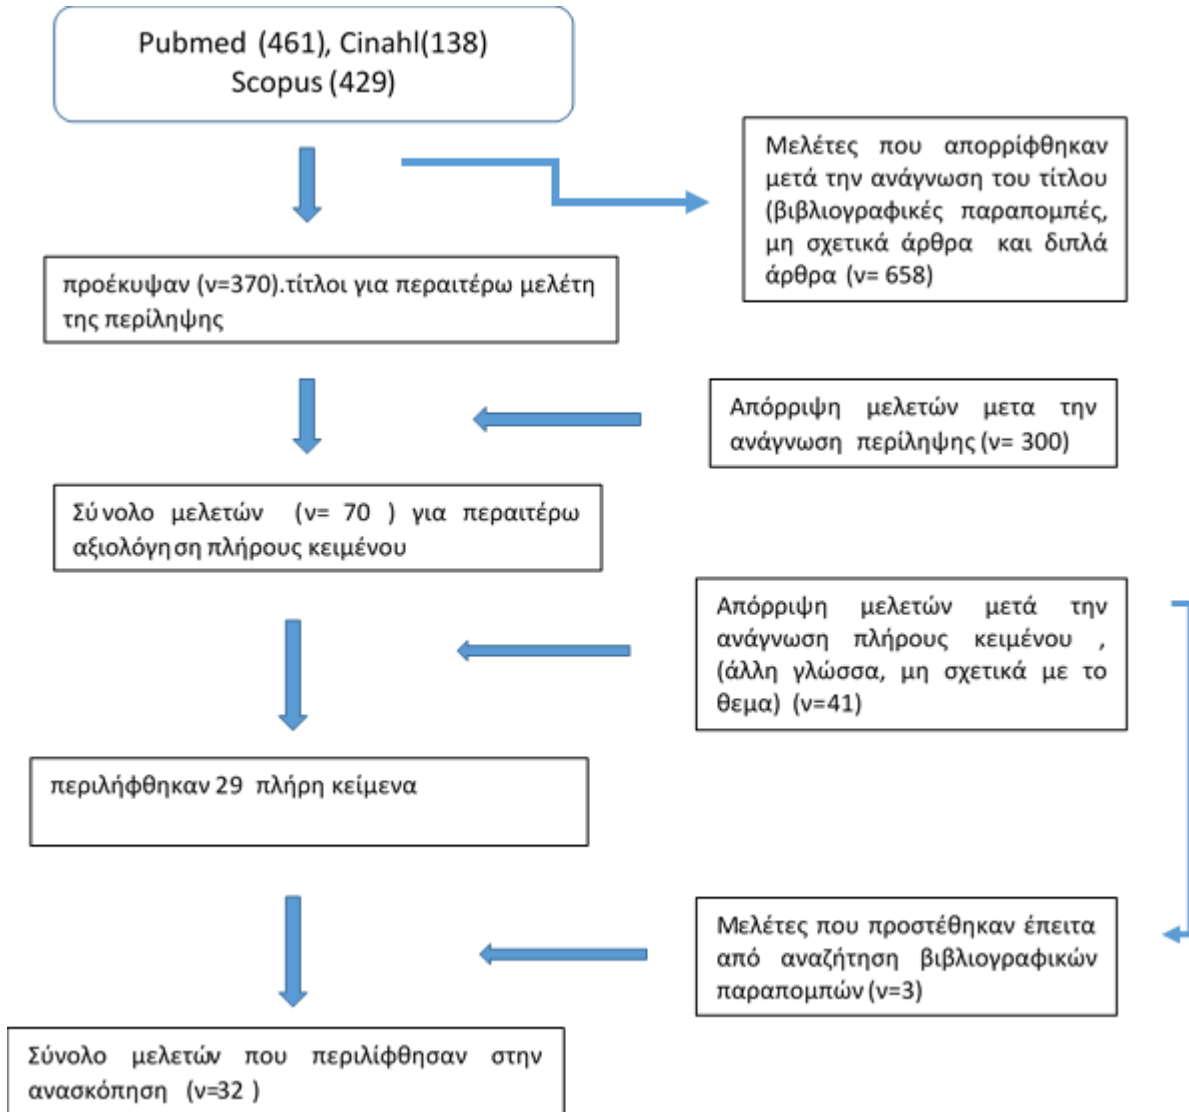 Pubmed (461), Cinahl(138)
Scopus (429)
Μελέτες που απορρίφθηκαν
μετά την ανάγνωση του τίτλου
(βιβλιογραφικές παραπομπές,
μη σχετικά άρθρα και διπλά
άρθρα (ν= 658)
προέκυψαν (ν=370).τίτλοι για περαιτέρω μελέτη
της περίληψης
Απόρριψη μελετών μετα την
ανάγνωση περίληψης (ν= 300)
Σύνολο μελετών (ν= 70 ) για περαιτέρω
αξιολόγηση πλήρους κειμένου
Απόρριψη μελετών μετά την
ανάγνωση πλήρους κειμένου ,
(άλλη γλώσσα, μη σχετικά με το
θεμα) (ν=41)
περιλήφθηκαν 29 πλήρη κείμενα
Μελέτες που προστέθηκαν έπειτα
από αναζήτηση βιβλιογραφικών
παραπομπών (ν=3)
Σύνολο μελετών που περιλίφθησαν στην
ανασκόπηση (ν=32 )